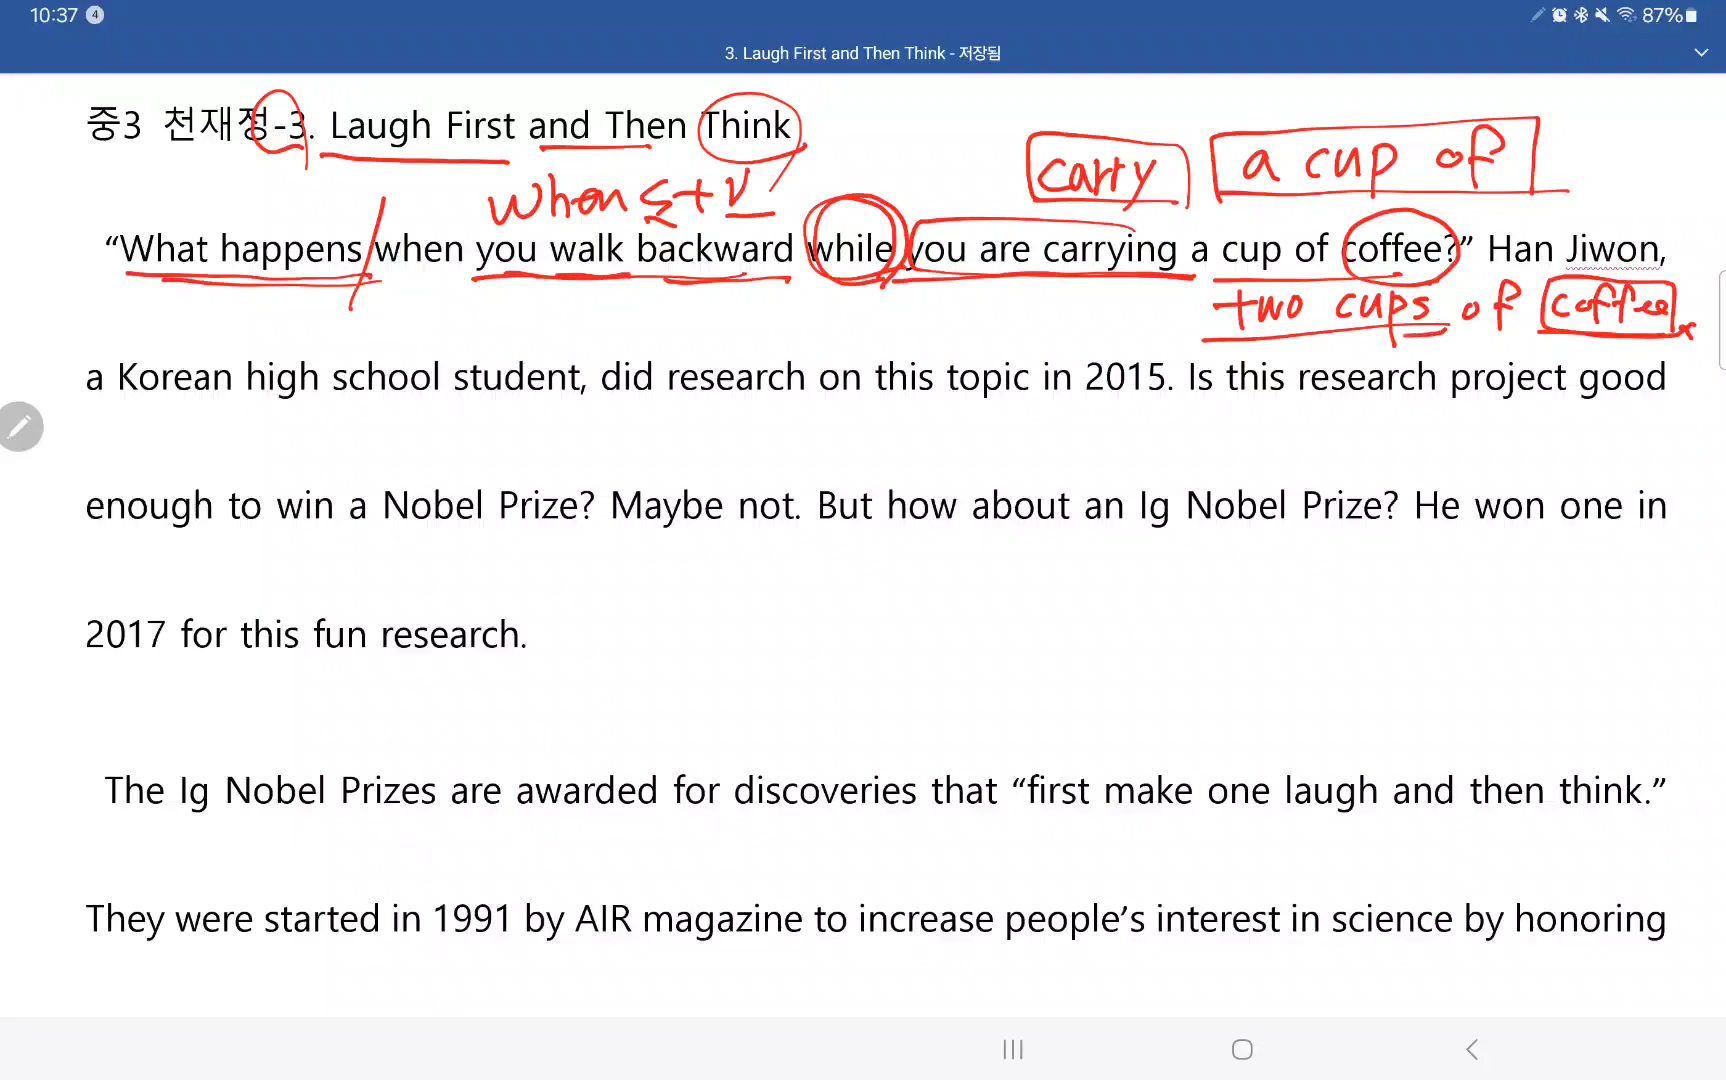 10:37 4 87%
3. Laugh First and Then Think - 저장됨
중3 천재정-3. Laugh First and Then Think
carry a cup of
when S+V
“What happens when you walk backward while you are carrying a cup of coffee?” Han Jiwon,
two cups of coffee
a Korean high school student, did research on this topic in 2015. Is this research project good
enough to win a Nobel Prize? Maybe not. But how about an Ig Nobel Prize? He won one in
2017 for this fun research.
The Ig Nobel Prizes are awarded for discoveries that “first make one laugh and then think.”
They were started in 1991 by AIR magazine to increase people’s interest in science by honoring